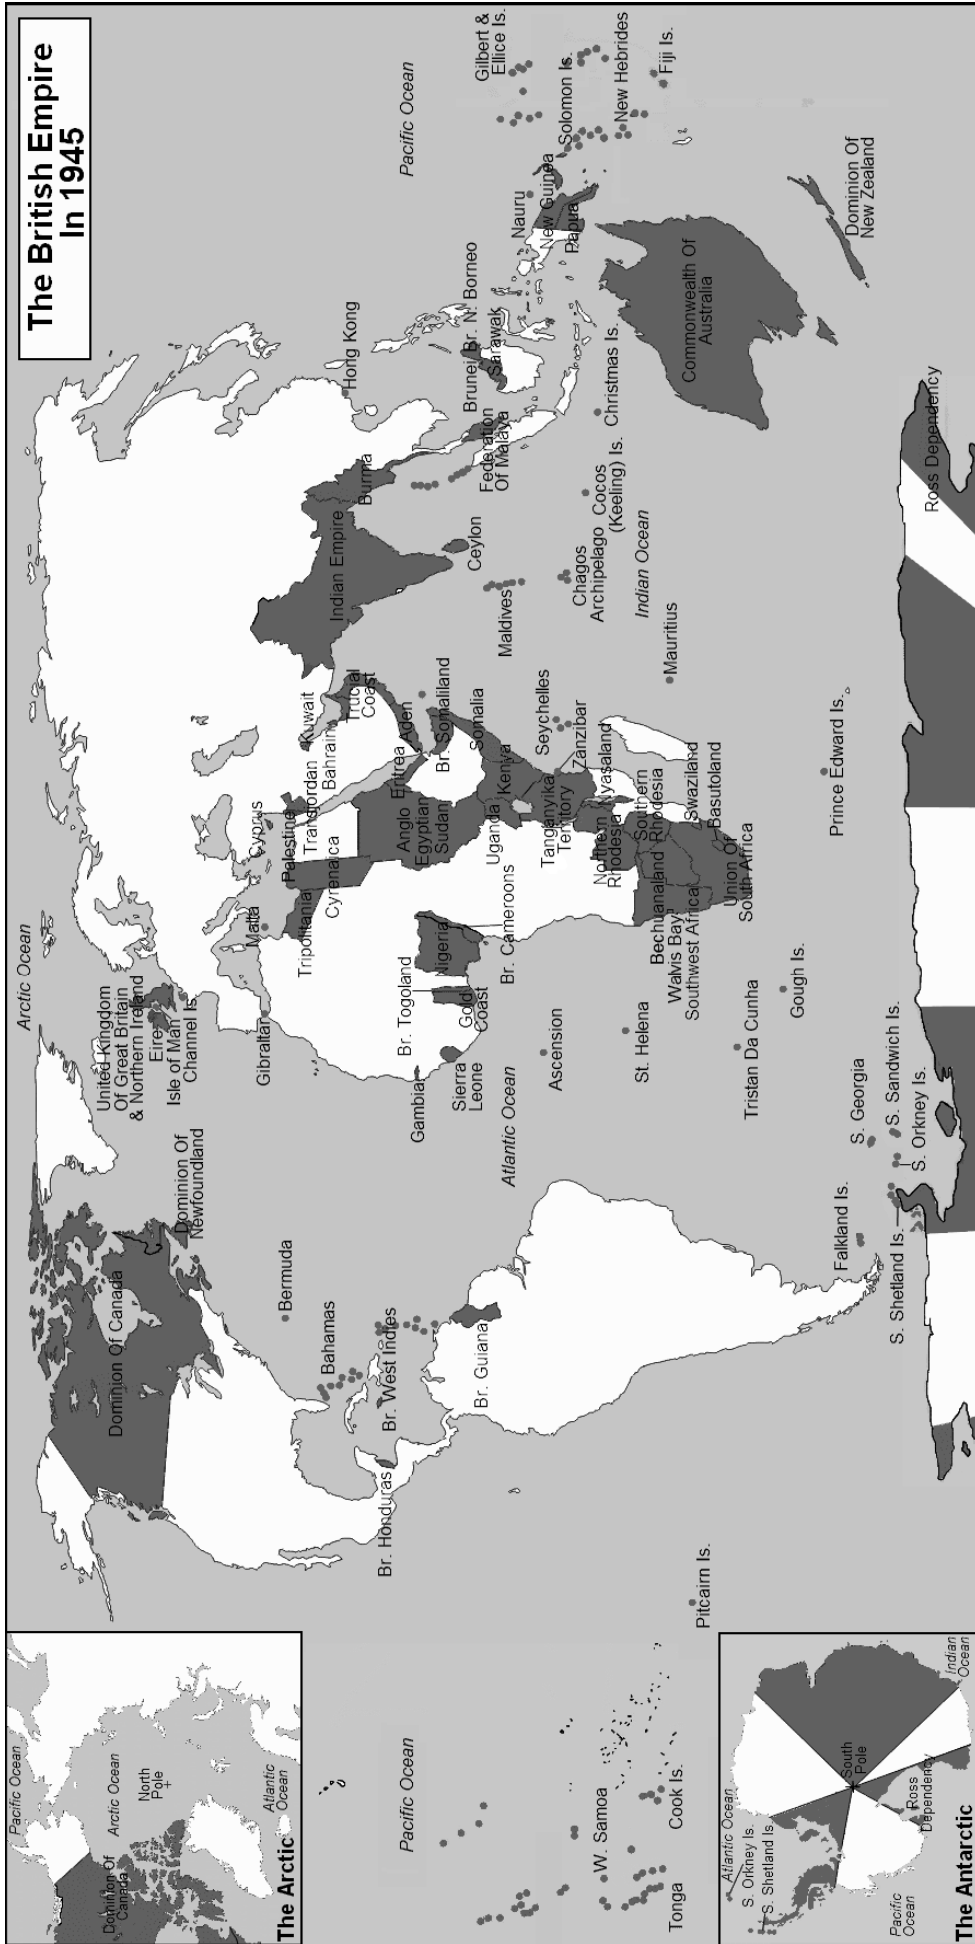 The British Empire
In 1945
Arctic Ocean
Pacific Ocean
Atlantic Ocean
Indian Ocean
Dominion Of Canada
Dominion Of
Newfoundland
United Kingdom
Of Great Britain
& Northern Ireland
Eire
Isle of Man
Channel Is.
Gibraltar
Malta
Cyprus
Palestine
Transjordan
Kuwait
Bahrain
Trucial
Coast
Aden
Tripolitania
Cyrenaica
Anglo
Egyptian
Sudan
Eritrea
Br. Somaliland
Somalia
Kenya
Uganda
Tanganyika
Territory
Zanzibar
Seychelles
Nyasaland
Northern
Rhodesia
Southern
Rhodesia
Swaziland
Basutoland
Bechuanaland
Walvis Bay
Southwest Africa
Union Of
South Africa
Br. Togoland
Gold
Coast
Nigeria
Br. Cameroons
Gambia
Sierra
Leone
Ascension
St. Helena
Tristan Da Cunha
Gough Is.
Bermuda
Bahamas
Br. West Indies
Br. Honduras
Br. Guiana
Pitcairn Is.
Falkland Is.
S. Georgia
S. Sandwich Is.
S. Orkney Is.
S. Shetland Is.
Prince Edward Is.
Mauritius
Maldives
Chagos
Archipelago
Ceylon
Indian Empire
Burma
Hong Kong
Federation
Of Malaya
Brunei
Br. N. Borneo
Sarawak
Cocos
(Keeling) Is.
Christmas Is.
Commonwealth Of
Australia
Dominion Of
New Zealand
Nauru
New Guinea
Papua
Solomon Is.
Gilbert &
Ellice Is.
New Hebrides
Fiji Is.
Ross Dependency
Pacific Ocean
W. Samoa
Cook Is.
Tonga
Pacific Ocean
Arctic Ocean
North
Pole
Atlantic
Ocean
Dominion Of
Canada
The Arctic
Atlantic Ocean
S. Orkney Is.
S. Shetland Is.
South
Pole
Ross
Dependency
Pacific
Ocean
Indian
Ocean
The Antarctic